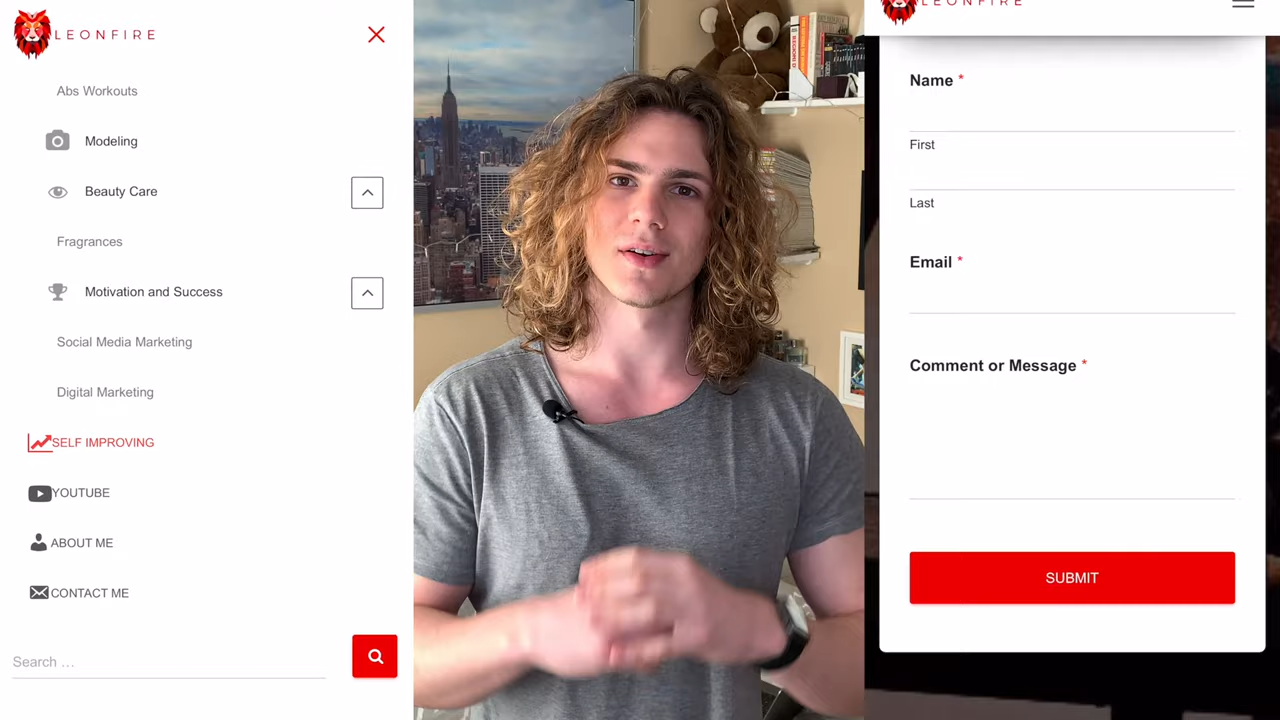 LEONFIRE
Abs Workouts
Modeling
Beauty Care
Fragrances
Motivation and Success
Social Media Marketing
Digital Marketing
SELF IMPROVING
YOUTUBE
ABOUT ME
CONTACT ME
Search …
LEONFIRE
Name *
First
Last
Email *
Comment or Message *
SUBMIT